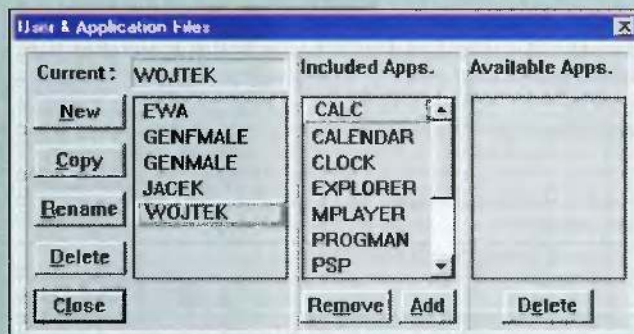 User & Application Files
Current: WOJTEK
New
Copy
Rename
Delete
Close
EWA
GENFMALE
GENMALE
JACEK
WOJTEK
Included Apps.
CALC
CALENDAR
CLOCK
EXPLORER
MPLAYER
PROGMAN
PSP
Remove
Add
Available Apps.
Delete